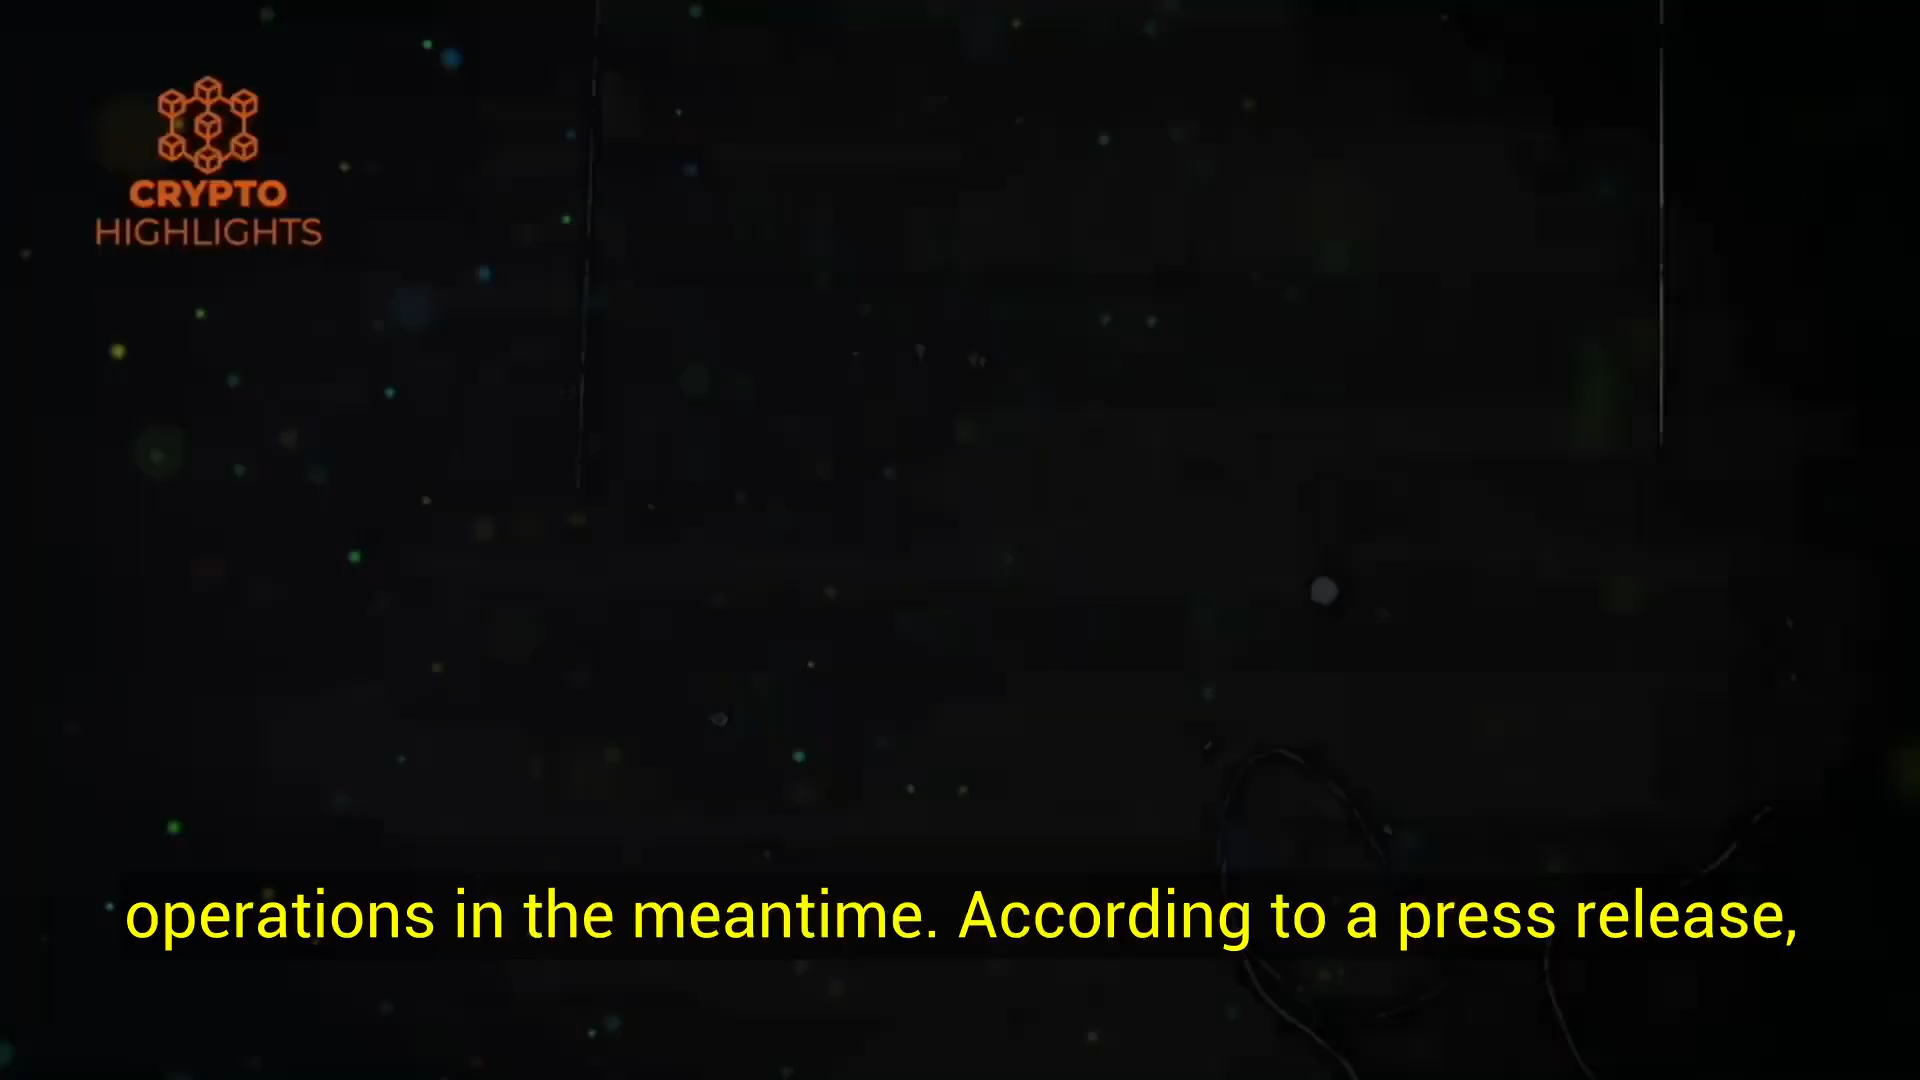 CRYPTO
HIGHLIGHTS
operations in the meantime. According to a press release,